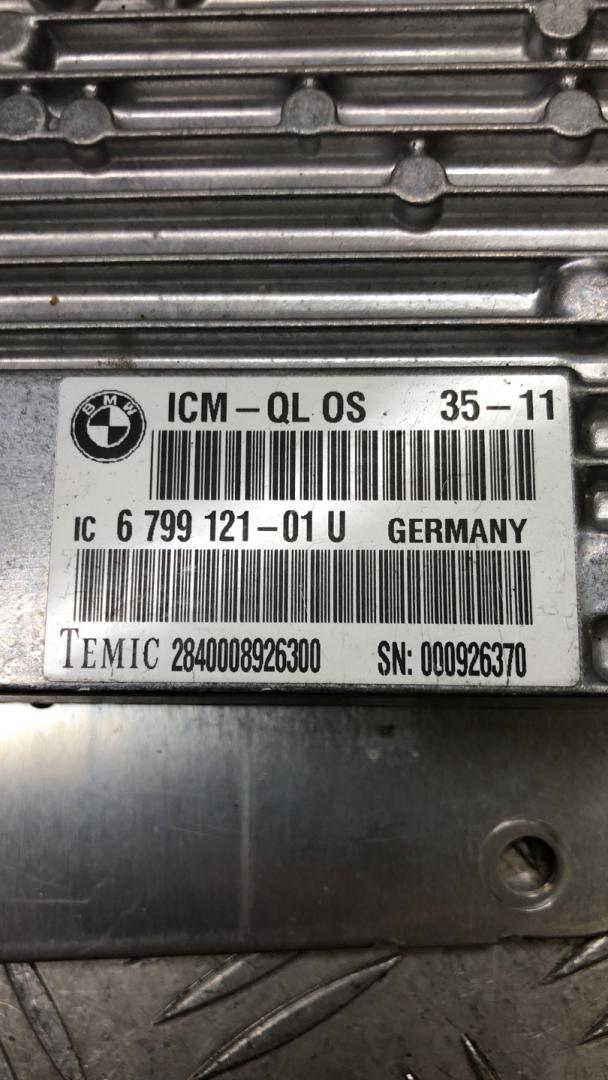 BMW
ICM-QL OS 35-11
IC 6 799 121-01 U GERMANY
TEMIC 2840008926300 SN: 000926370